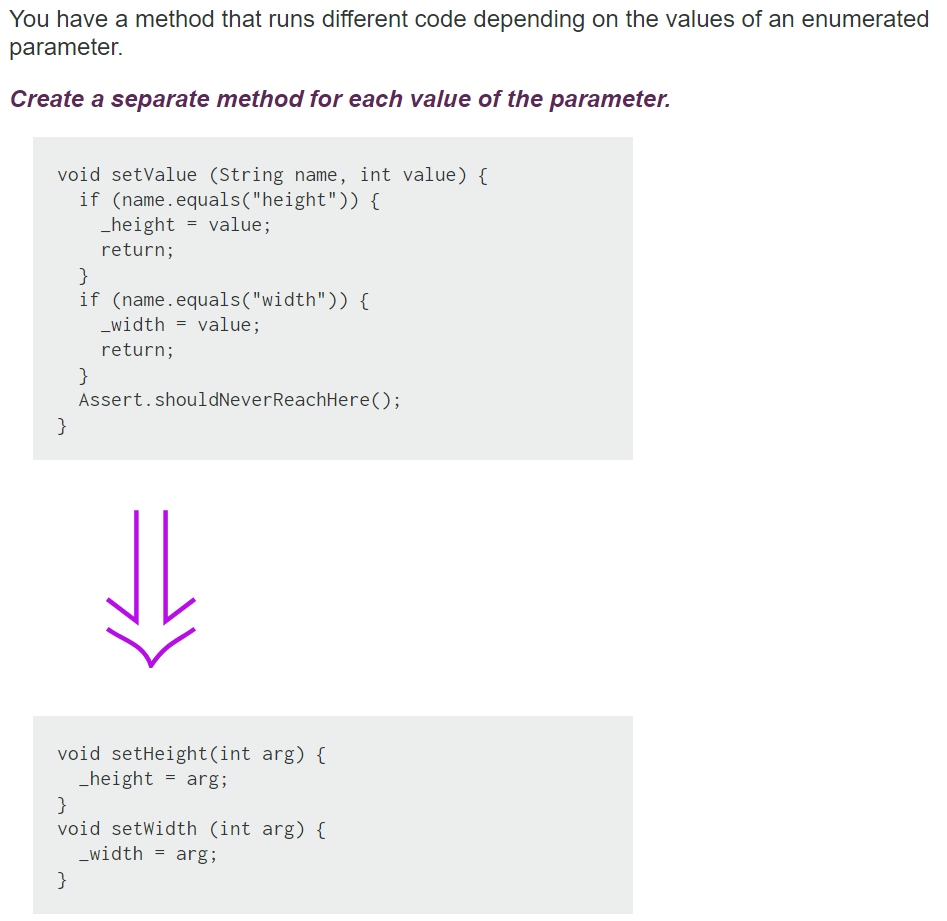 You have a method that runs different code depending on the values of an enumerated
parameter.
Create a separate method for each value of the parameter.
void setValue (String name, int value) {
  if (name.equals("height")) {
    _height = value;
    return;
  }
  if (name.equals("width")) {
    _width = value;
    return;
  }
  Assert.shouldNeverReachHere();
}
void setHeight(int arg) {
  _height = arg;
}
void setWidth (int arg) {
  _width = arg;
}